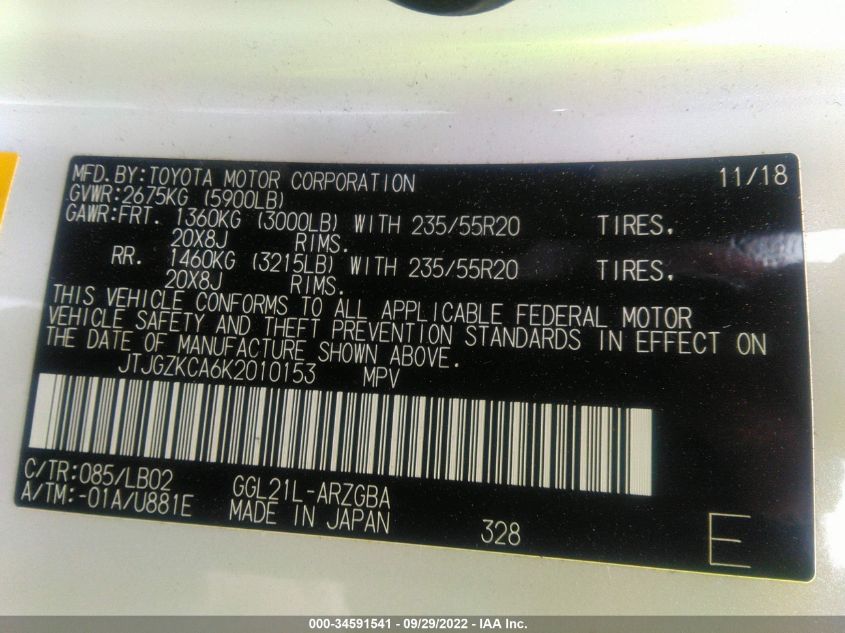 MFD.BY:TOYOTA MOTOR CORPORATION 11/18
GVWR:2675KG (5900LB)
GAWR:FRT. 1360KG (3000LB) WITH 235/55R20 TIRES,
20X8J RIMS.
RR. 1460KG (3215LB) WITH 235/55R20 TIRES,
20X8J RIMS.
THIS VEHICLE CONFORMS TO ALL APPLICABLE FEDERAL MOTOR
VEHICLE SAFETY AND THEFT PREVENTION STANDARDS IN EFFECT ON
THE DATE OF MANUFACTURE SHOWN ABOVE.
JTJGZKCA6K2010153 MPV
C/TR:085/LB02 GGL21L-ARZGBA
A/TM:-01A/U881E MADE IN JAPAN 328 E
000-34591541 - 09/29/2022 - IAA Inc.